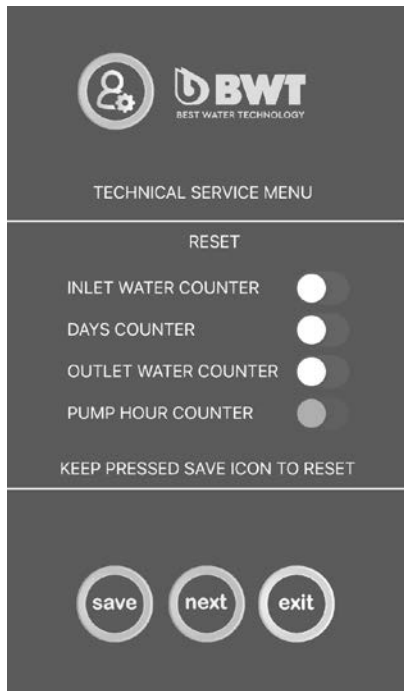 BWT
BEST WATER TECHNOLOGY
TECHNICAL SERVICE MENU
RESET
INLET WATER COUNTER
DAYS COUNTER
OUTLET WATER COUNTER
PUMP HOUR COUNTER
KEEP PRESSED SAVE ICON TO RESET
save next exit